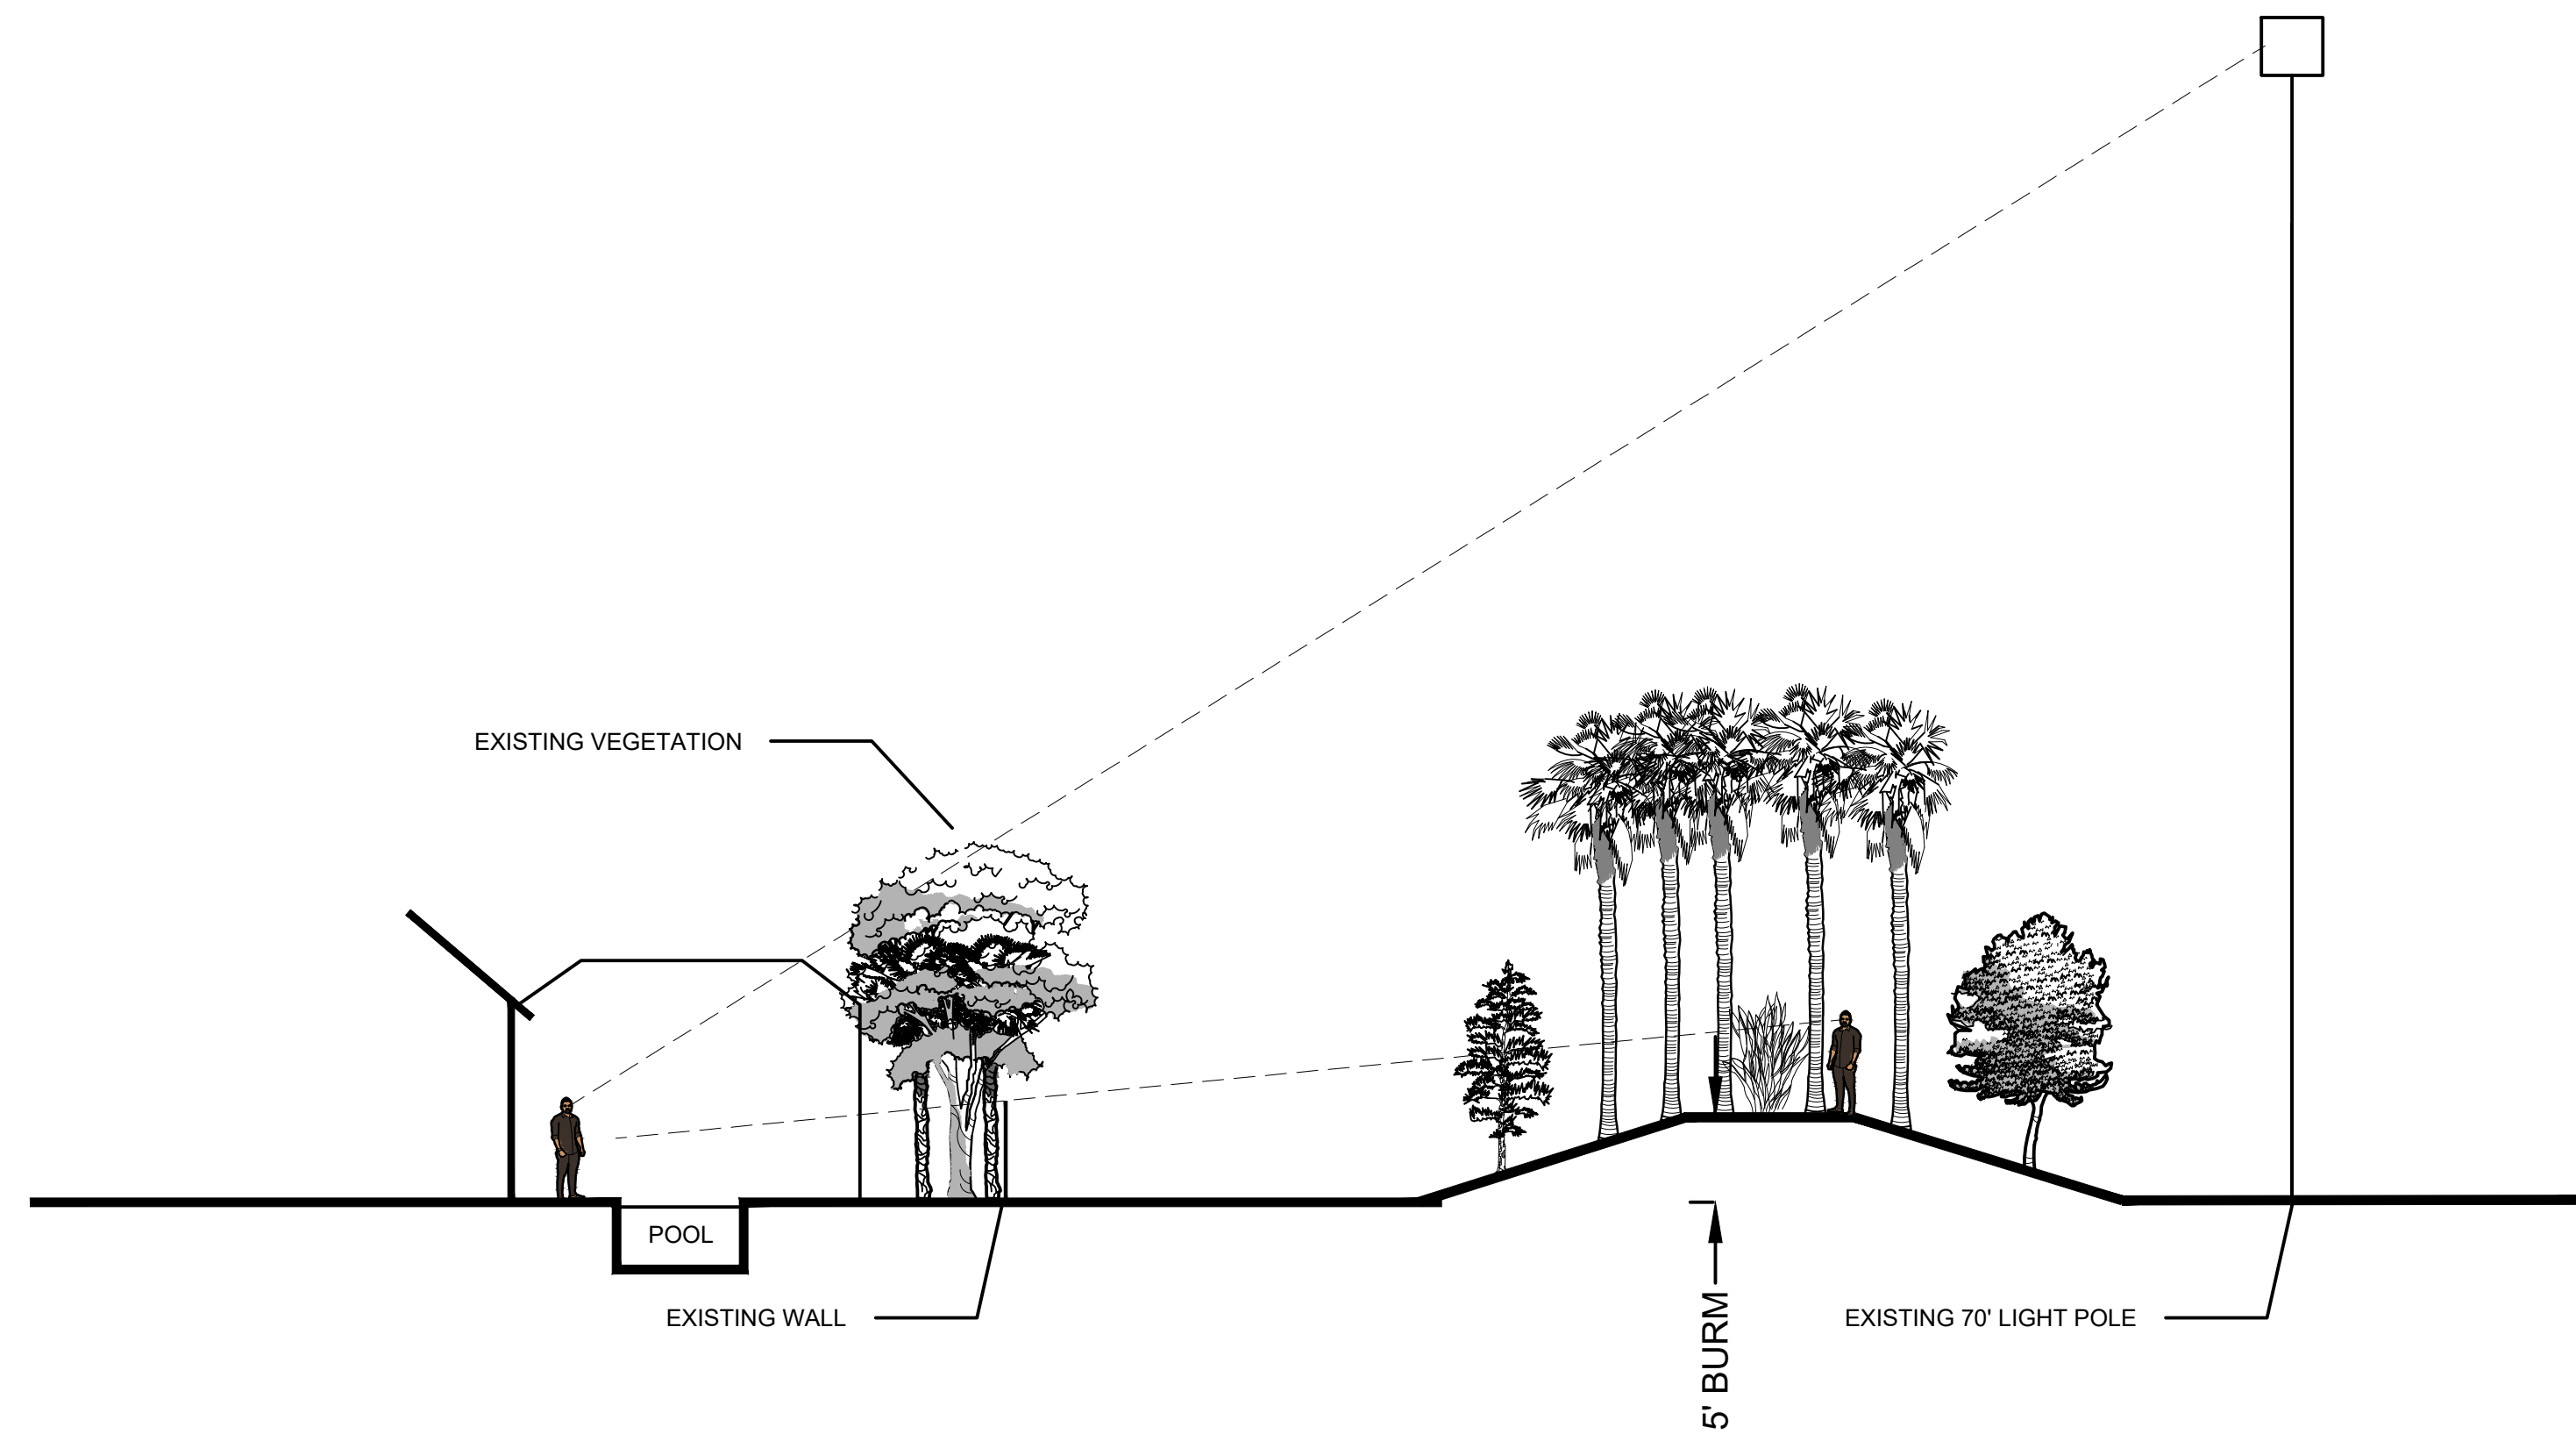 EXISTING VEGETATION
POOL
EXISTING WALL
5' BURM
EXISTING 70' LIGHT POLE